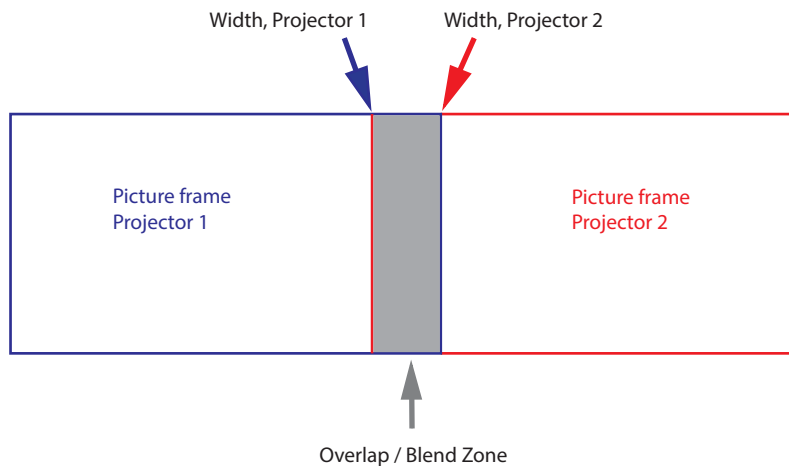 Width, Projector 1
Width, Projector 2
Picture frame
Projector 1
Picture frame
Projector 2
Overlap / Blend Zone